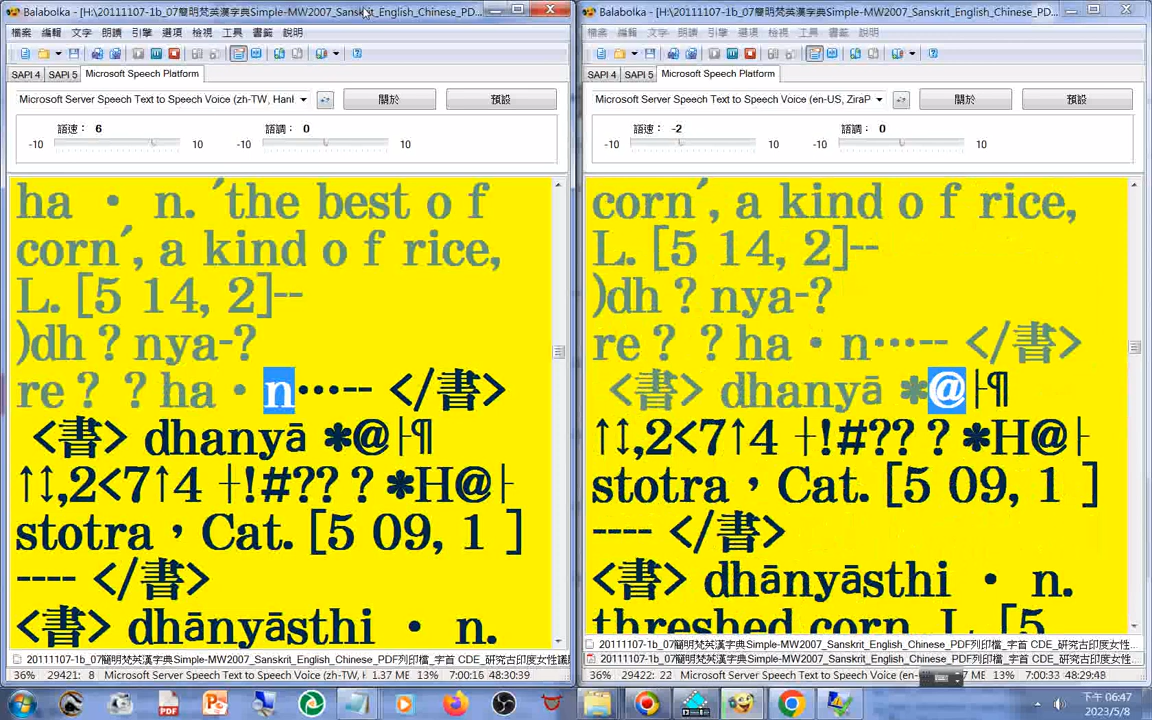 Balabolka - [H:\20111107-1b_07簡明梵英漢字典Simple-MW2007_Sanskrit_English_Chinese_PD...
檔案 編輯 文字 朗讀 引擎 選項 檢視 工具 書籤 說明
SAPI 4 SAPI 5 Microsoft Speech Platform
Microsoft Server Speech Text to Speech Voice (zh-TW, Hanl 關於 預設
語速： 6 語調： 0
-10 10 -10 10
ha · n. ´the best o f
corn´, a kind o f rice,
L. [5 14, 2]--
)dh ? nya-?
re ? ? ha · n…-- </書>
<書> dhanyā ✽@├¶
↑↕,2<7↑4 ┼!#?? ? ✽H@├
stotra , Cat. [5 09, 1 ]
---- </書>
<書> dhānyāsthi · n.
20111107-1b_07簡明梵英漢字典Simple-MW2007_Sanskrit_English_Chinese_PDF列印檔_字首 CDE_研究古印度女性議
36% 29421: 8 Microsoft Server Speech Text to Speech Voice (zh-TW, H 1.37 ME 13% 7:00:16 48:30:39
Balabolka - [H:\20111107-1b_07簡明梵英漢字典Simple-MW2007_Sanskrit_English_Chinese_PD...
檔案 編輯 文字 朗讀 引擎 選項 檢視 工具 書籤 說明
SAPI 4 SAPI 5 Microsoft Speech Platform
Microsoft Server Speech Text to Speech Voice (en-US, ZiraP 關於 預設
語速： -2 語調： 0
-10 10 -10 10
corn´, a kind o f rice,
L. [5 14, 2]--
)dh ? nya-?
re ? ? ha · n…-- </書>
<書> dhanyā ✽@├¶
↑↕,2<7↑4 ┼!#?? ? ✽H@├
stotra , Cat. [5 09, 1 ]
---- </書>
<書> dhānyāsthi · n.
threshed corn, L. [5
20111107-1b_07簡明梵英漢字典Simple-MW2007_Sanskrit_English_Chinese_PDF列印檔_字首 CDE_研究古印度女性
20111107-1b_07簡明梵英漢字典Simple-MW2007_Sanskrit_English_Chinese_PDF列印檔_字首 CDE_研究古印度女性
36% 29422: 22 Microsoft Server Speech Text to Speech Voice (en-U ME 13% 7:00:33 48:29:48
下午 06:47
2023/5/8